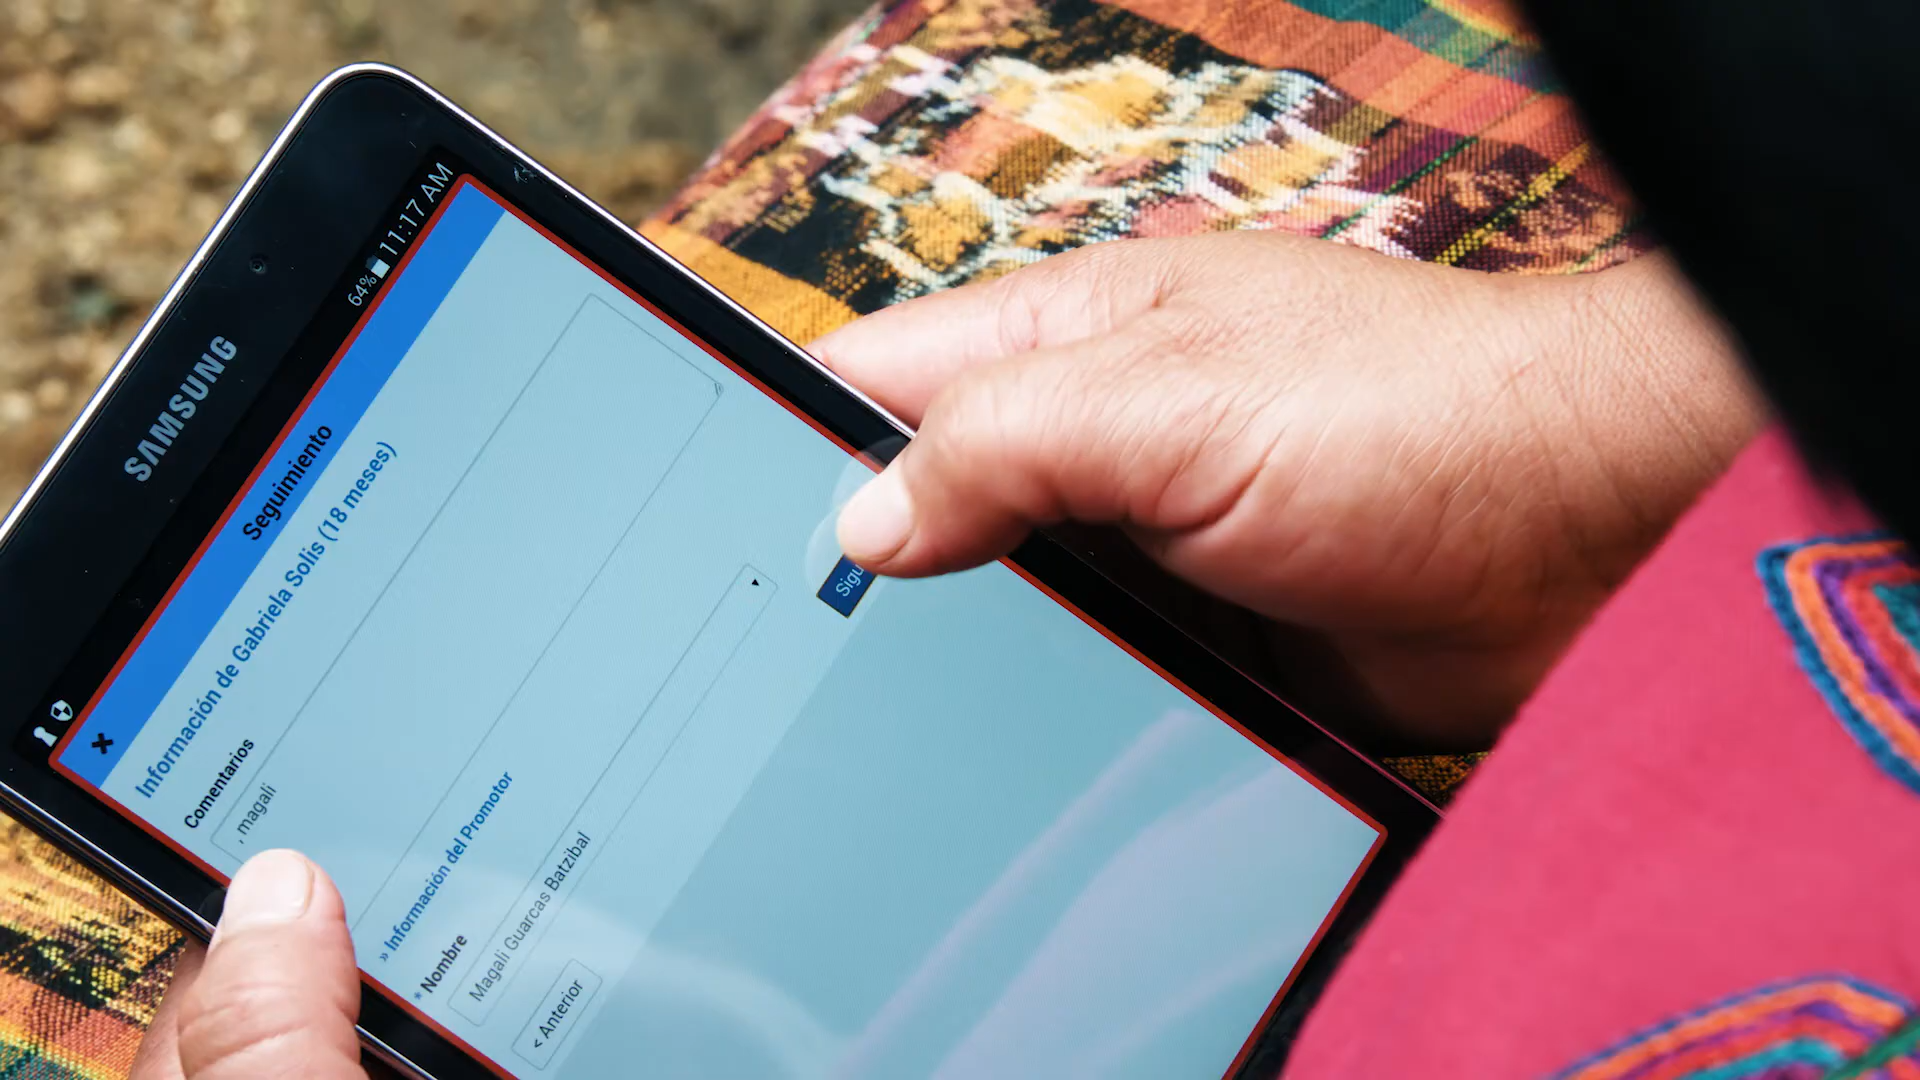 SAMSUNG
64% 11:17 AM
Seguimiento
Información de Gabriela Solis (18 meses)
Comentarios
, magali
» Información del Promotor
* Nombre
Magali Guarcas Batzibal
< Anterior
Sigu